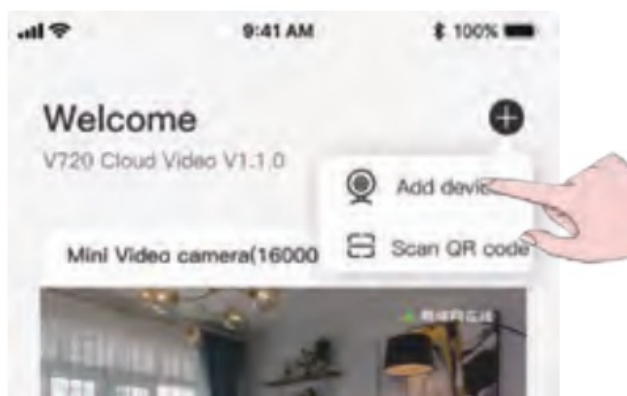 9:41 AM
100%
Welcome
V720 Cloud Video V1.1.0
Add devic
Scan QR code
Mini Video camera(16000